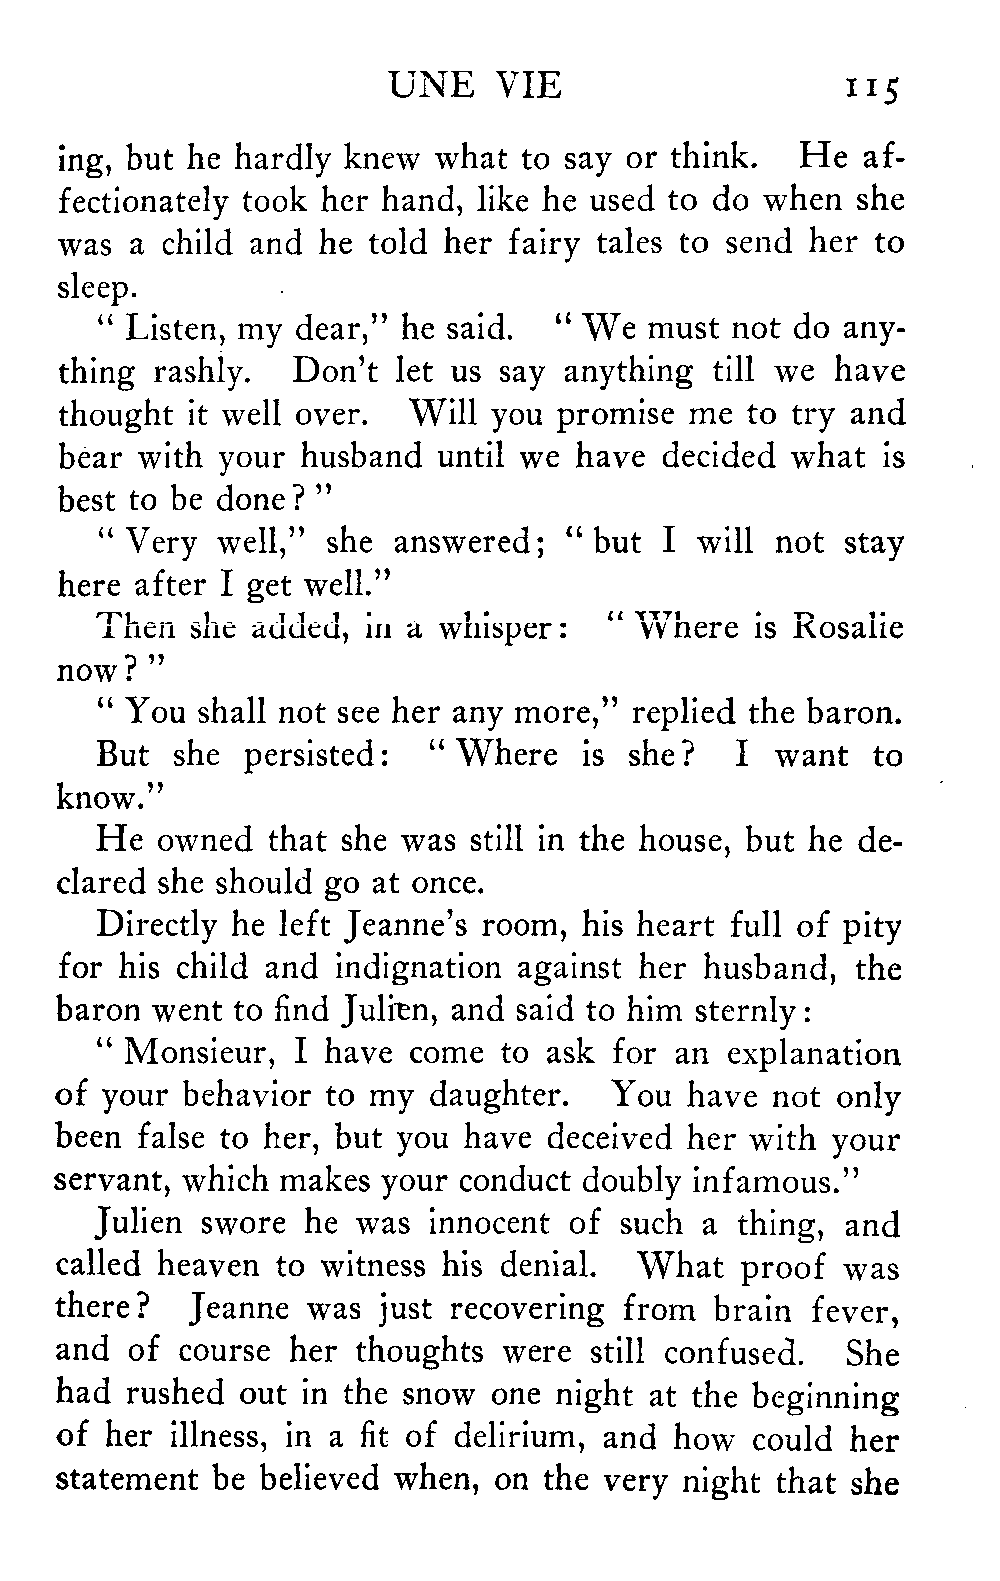 UNE VIE 115
ing, but he hardly knew what to say or think. He af-
fectionately took her hand, like he used to do when she
was a child and he told her fairy tales to send her to
sleep.
" Listen, my dear," he said. " We must not do any-
thing rashly. Don't let us say anything till we have
thought it well over. Will you promise me to try and
bear with your husband until we have decided what is
best to be done? "
" Very well," she answered; " but I will not stay
here after I get well."
Then she added, in a whisper: " Where is Rosalie
now? "
" You shall not see her any more," replied the baron.
But she persisted: " Where is she? I want to
know."
He owned that she was still in the house, but he de-
clared she should go at once.
Directly he left Jeanne's room, his heart full of pity
for his child and indignation against her husband, the
baron went to find Julien, and said to him sternly:
" Monsieur, I have come to ask for an explanation
of your behavior to my daughter. You have not only
been false to her, but you have deceived her with your
servant, which makes your conduct doubly infamous."
Julien swore he was innocent of such a thing, and
called heaven to witness his denial. What proof was
there? Jeanne was just recovering from brain fever,
and of course her thoughts were still confused. She
had rushed out in the snow one night at the beginning
of her illness, in a fit of delirium, and how could her
statement be believed when, on the very night that she